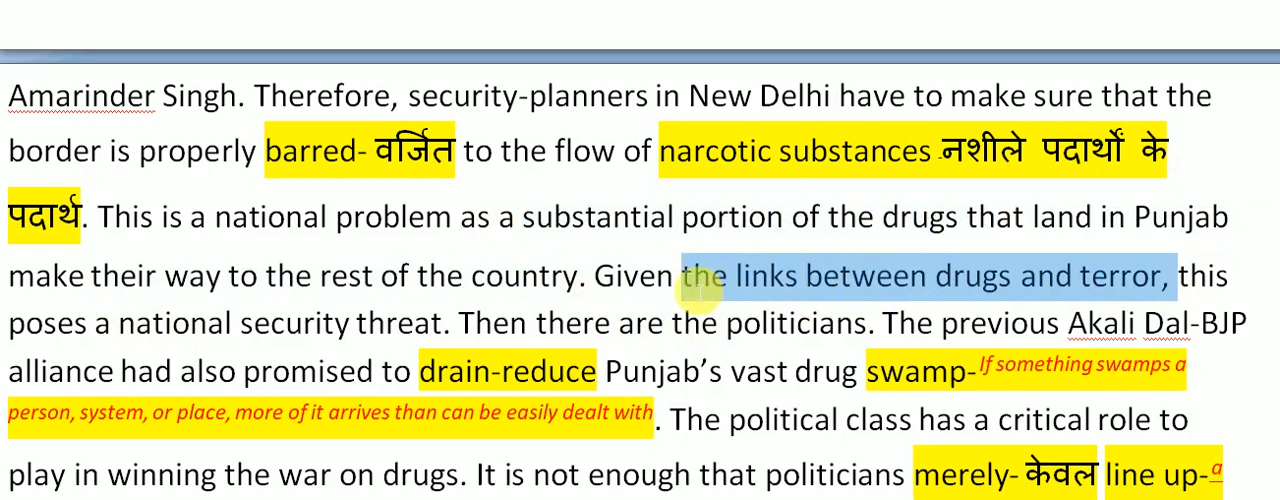 Amarinder Singh. Therefore, security-planners in New Delhi have to make sure that the
border is properly barred- वर्जित to the flow of narcotic substances -नशीले पदार्थों के
पदार्थ. This is a national problem as a substantial portion of the drugs that land in Punjab
make their way to the rest of the country. Given the links between drugs and terror, this
poses a national security threat. Then there are the politicians. The previous Akali Dal-BJP
alliance had also promised to drain-reduce Punjab's vast drug swamp-If something swamps a
person, system, or place, more of it arrives than can be easily dealt with. The political class has a critical role to
play in winning the war on drugs. It is not enough that politicians merely- केवल line up-a